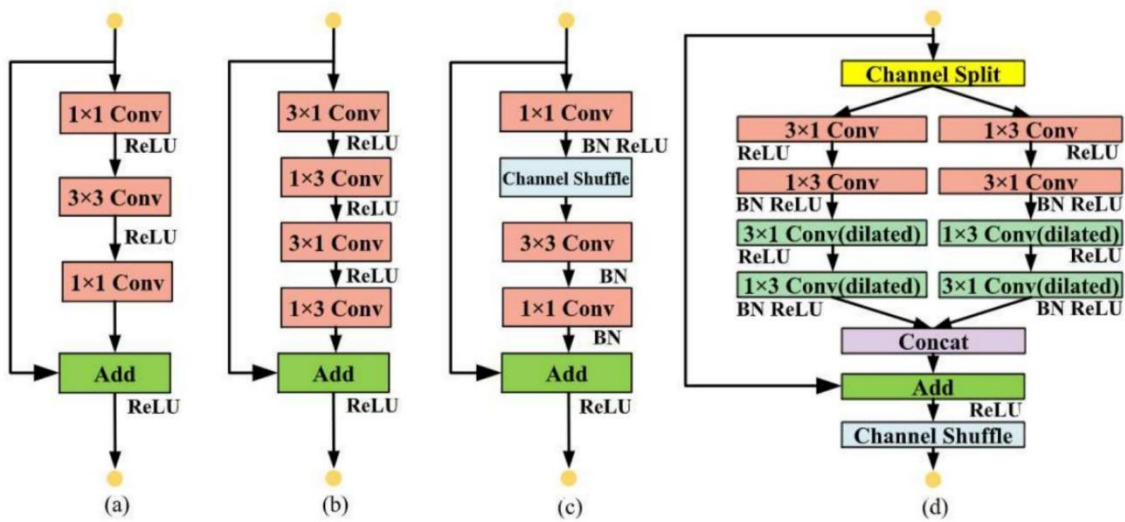 1×1 Conv
ReLU
3×3 Conv
ReLU
1×1 Conv
Add
ReLU
(a)
3×1 Conv
ReLU
1×3 Conv
ReLU
3×1 Conv
ReLU
1×3 Conv
Add
ReLU
(b)
1×1 Conv
BN ReLU
Channel Shuffle
3×3 Conv
BN
1×1 Conv
BN
Add
ReLU
(c)
Channel Split
3×1 Conv 1×3 Conv
ReLU ReLU
1×3 Conv 3×1 Conv
BN ReLU BN ReLU
3×1 Conv(dilated) 1×3 Conv(dilated)
ReLU ReLU
1×3 Conv(dilated) 3×1 Conv(dilated)
BN ReLU BN ReLU
Concat
Add
ReLU
Channel Shuffle
(d)